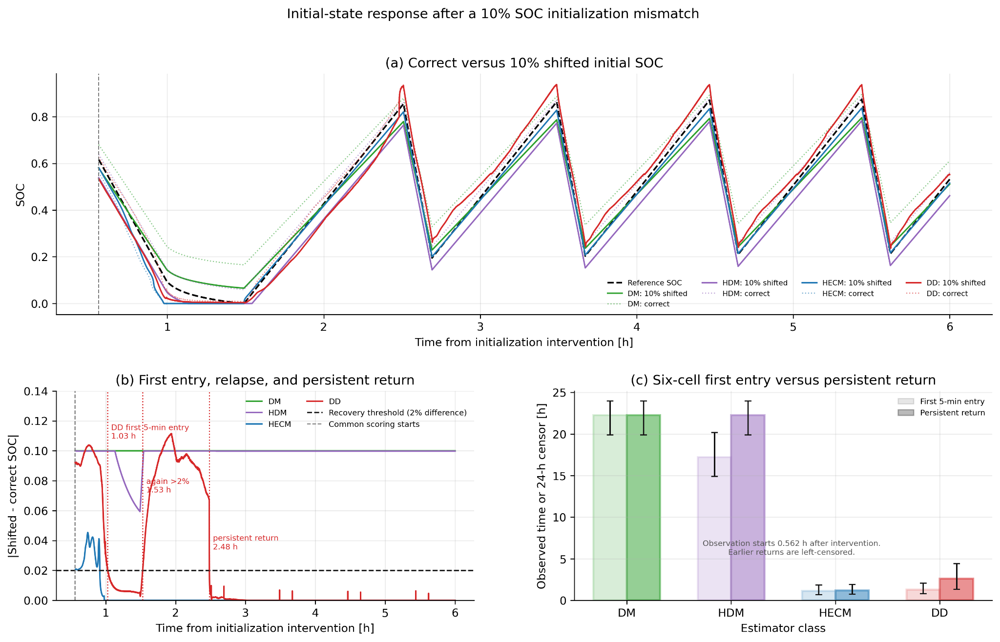 Initial-state response after a 10% SOC initialization mismatch
(a) Correct versus 10% shifted initial SOC
SOC
0.8
0.6
0.4
0.2
0.0
Reference SOC
DM: 10% shifted
DM: correct
HDM: 10% shifted
HDM: correct
HECM: 10% shifted
HECM: correct
DD: 10% shifted
DD: correct
1 2 3 4 5 6
Time from initialization intervention [h]
(b) First entry, relapse, and persistent return
|Shifted - correct SOC|
0.14
0.12
0.10
0.08
0.06
0.04
0.02
0.00
DM
HDM
HECM
DD
Recovery threshold (2% difference)
Common scoring starts
DD first 5-min entry
1.03 h
again >2%
1.53 h
persistent return
2.48 h
1 2 3 4 5 6
Time from initialization intervention [h]
(c) Six-cell first entry versus persistent return
Observed time or 24-h censor [h]
25
20
15
10
5
0
First 5-min entry
Persistent return
Observation starts 0.562 h after intervention.
Earlier returns are left-censored.
DM HDM HECM DD
Estimator class